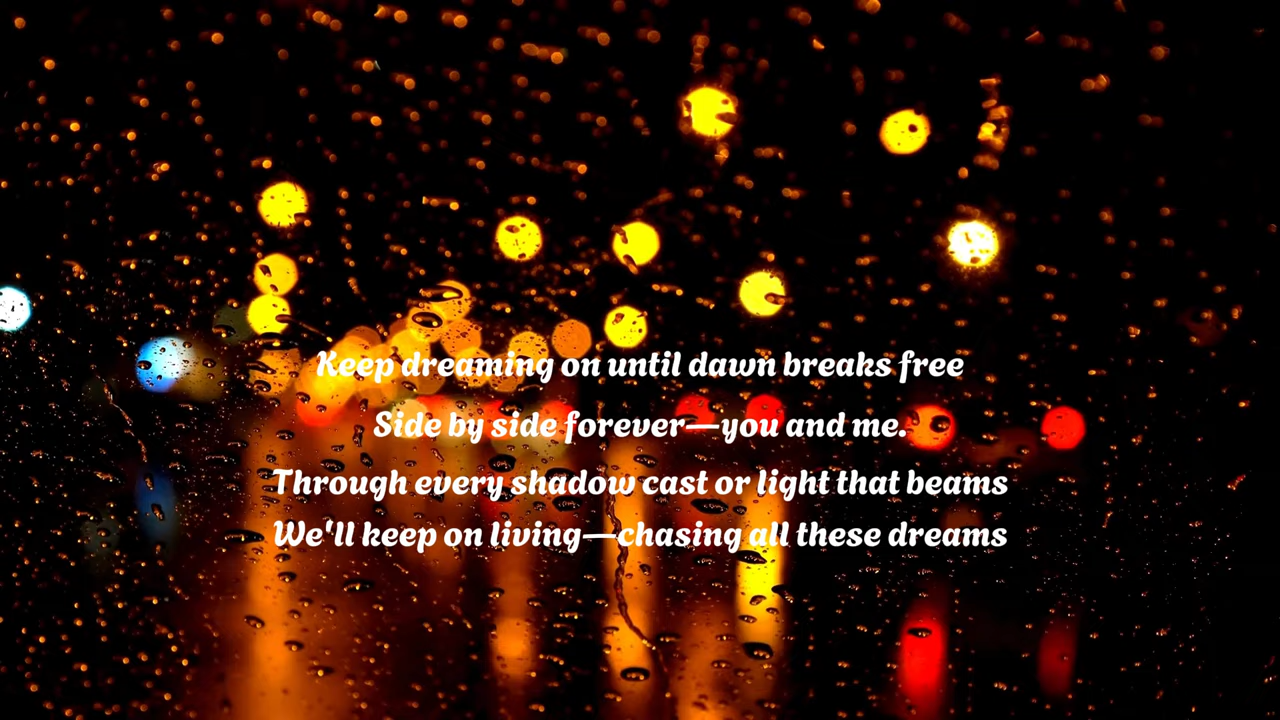 Keep dreaming on until dawn breaks free
Side by side forever—you and me.
Through every shadow cast or light that beams
We'll keep on living—chasing all these dreams